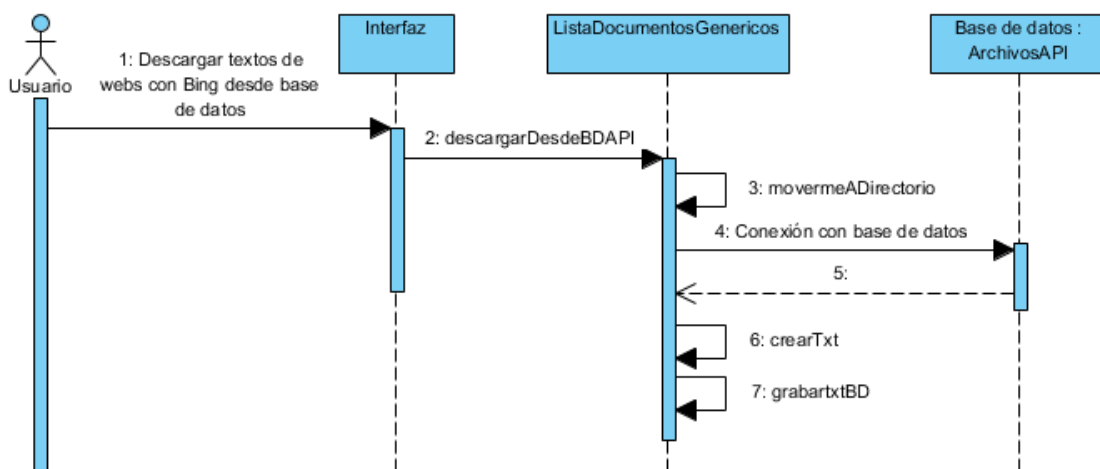 Usuario
Interfaz
ListaDocumentosGenericos
Base de datos :
ArchivosAPI
1: Descargar textos de
webs con Bing desde base
de datos
2: descargarDesdeBDAPI
3: movermeADirectorio
4: Conexión con base de datos
5:
6: crearTxt
7: grabartxtBD